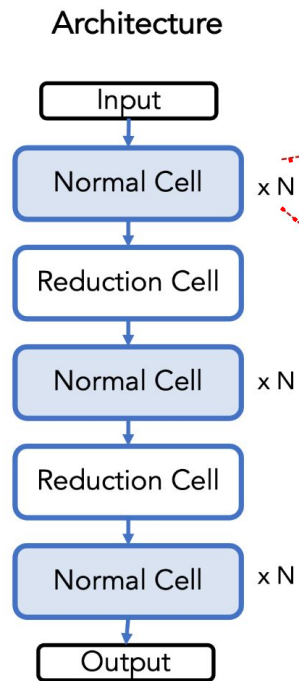 Architecture
Input
Normal Cell
x N
Reduction Cell
Normal Cell
x N
Reduction Cell
Normal Cell
x N
Output